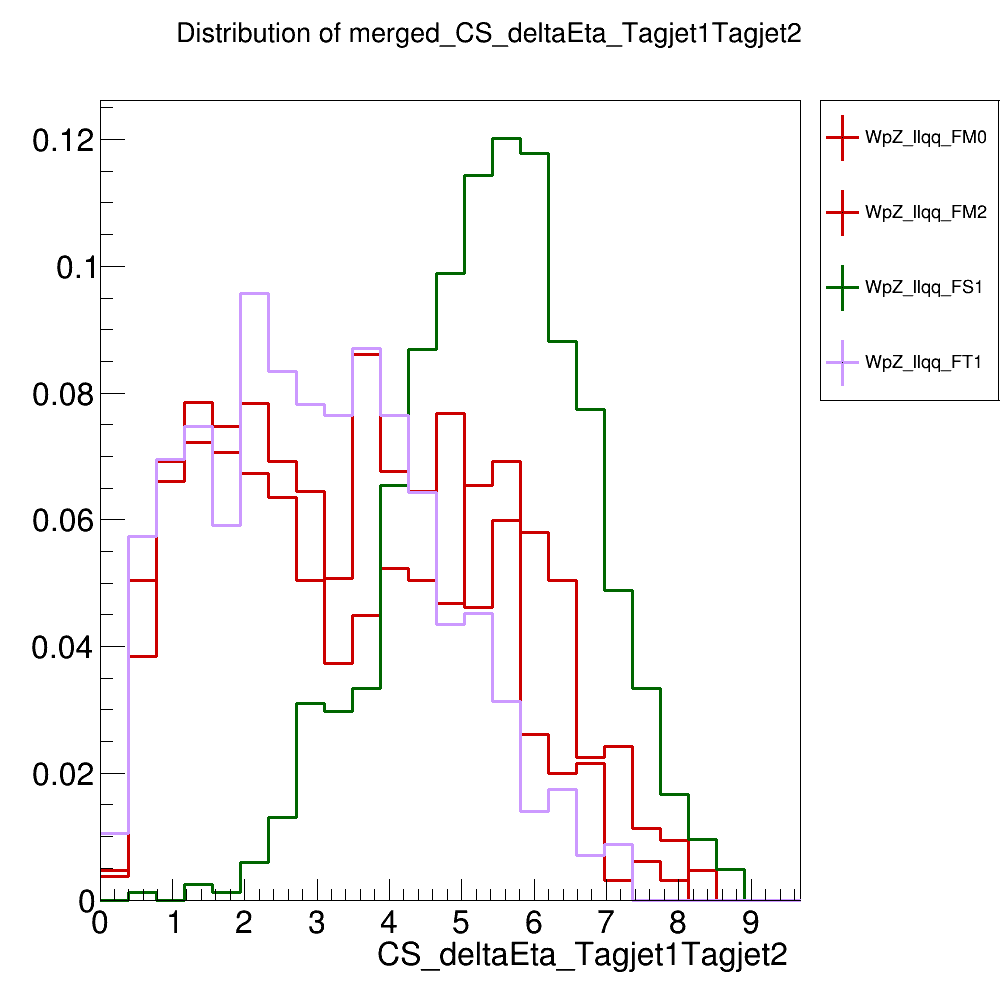 Distribution of merged_CS_deltaEta_Tagjet1Tagjet2
0.12
0.1
0.08
0.06
0.04
0.02
0
0 1 2 3 4 5 6 7 8 9
CS_deltaEta_Tagjet1Tagjet2
WpZ_llqq_FM0
WpZ_llqq_FM2
WpZ_llqq_FS1
WpZ_llqq_FT1